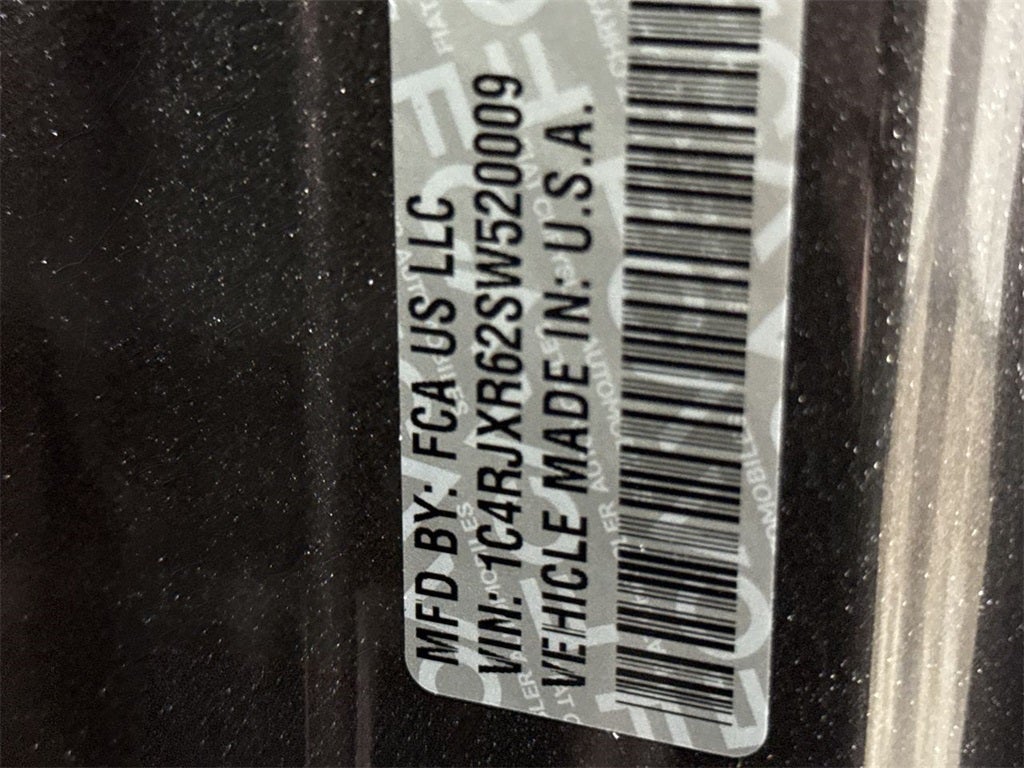 MFD BY: FCA US LLC
VIN: 1C4RJXR62SW520009
VEHICLE MADE IN: U.S.A.